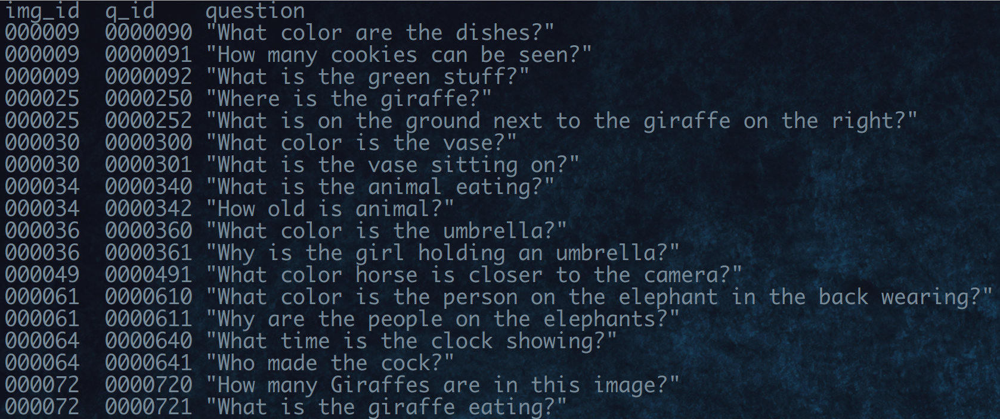 img_id  q_id    question
000009  0000090 "What color are the dishes?"
000009  0000091 "How many cookies can be seen?"
000009  0000092 "What is the green stuff?"
000025  0000250 "Where is the giraffe?"
000025  0000252 "What is on the ground next to the giraffe on the right?"
000030  0000300 "What color is the vase?"
000030  0000301 "What is the vase sitting on?"
000034  0000340 "What is the animal eating?"
000034  0000342 "How old is animal?"
000036  0000360 "What color is the umbrella?"
000036  0000361 "Why is the girl holding an umbrella?"
000049  0000491 "What color horse is closer to the camera?"
000061  0000610 "What color is the person on the elephant in the back wearing?"
000061  0000611 "Why are the people on the elephants?"
000064  0000640 "What time is the clock showing?"
000064  0000641 "Who made the cock?"
000072  0000720 "How many Giraffes are in this image?"
000072  0000721 "What is the giraffe eating?"